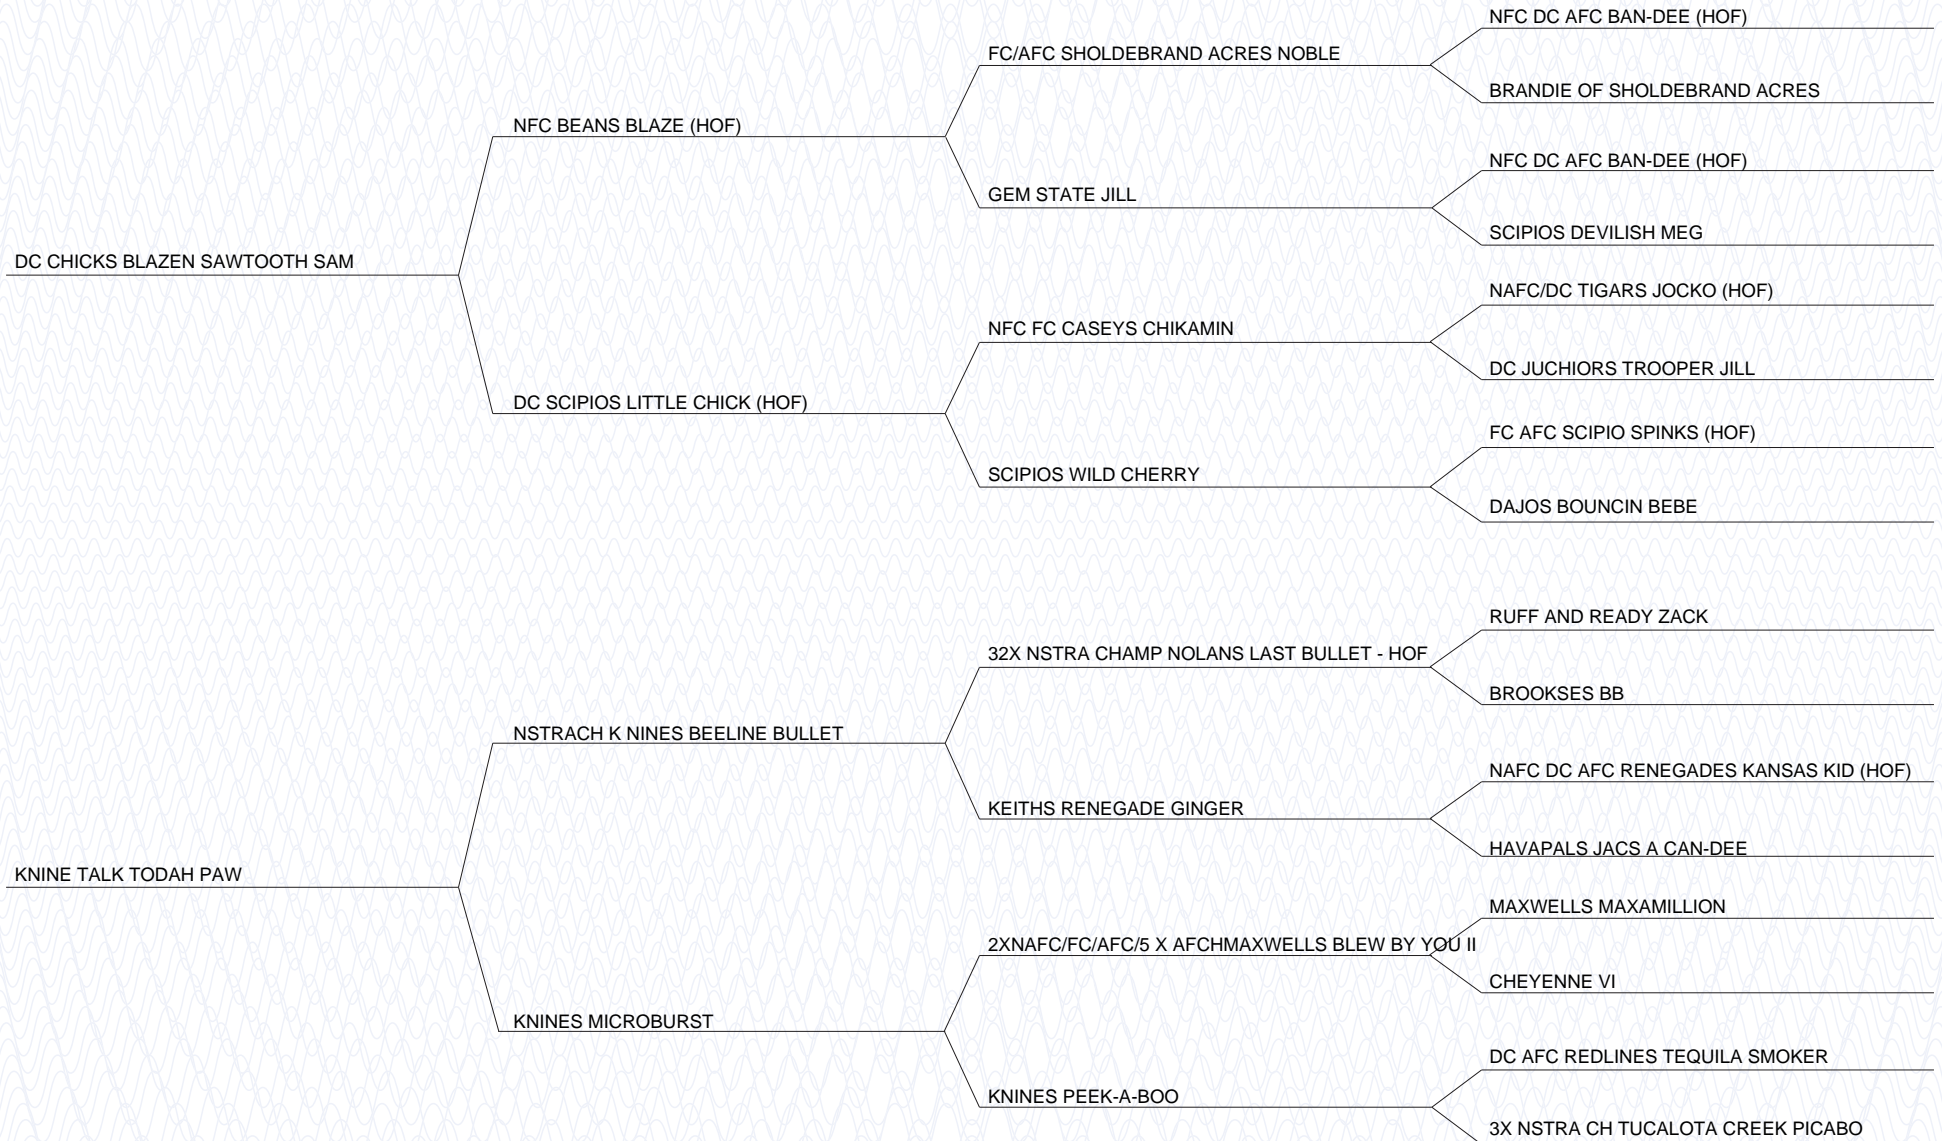 NFC DC AFC BAN-DEE (HOF)
FC/AFC SHOLDEBRAND ACRES NOBLE
BRANDIE OF SHOLDEBRAND ACRES
NFC BEANS BLAZE (HOF)
NFC DC AFC BAN-DEE (HOF)
GEM STATE JILL
SCIPIOS DEVILISH MEG
DC CHICKS BLAZEN SAWTOOTH SAM
NAFC/DC TIGARS JOCKO (HOF)
NFC FC CASEYS CHIKAMIN
DC JUCHIORS TROOPER JILL
DC SCIPIOS LITTLE CHICK (HOF)
FC AFC SCIPIO SPINKS (HOF)
SCIPIOS WILD CHERRY
DAJOS BOUNCIN BEBE
RUFF AND READY ZACK
32X NSTRA CHAMP NOLANS LAST BULLET - HOF
BROOKSES BB
NSTRACH K NINES BEELINE BULLET
NAFC DC AFC RENEGADES KANSAS KID (HOF)
KEITHS RENEGADE GINGER
HAVAPALS JACS A CAN-DEE
KNINE TALK TODAH PAW
MAXWELLS MAXAMILLION
2XNAFC/FC/AFC/5 X AFCHMAXWELLS BLEW BY YOU II
CHEYENNE VI
KNINES MICROBURST
DC AFC REDLINES TEQUILA SMOKER
KNINES PEEK-A-BOO
3X NSTRA CH TUCALOTA CREEK PICABO